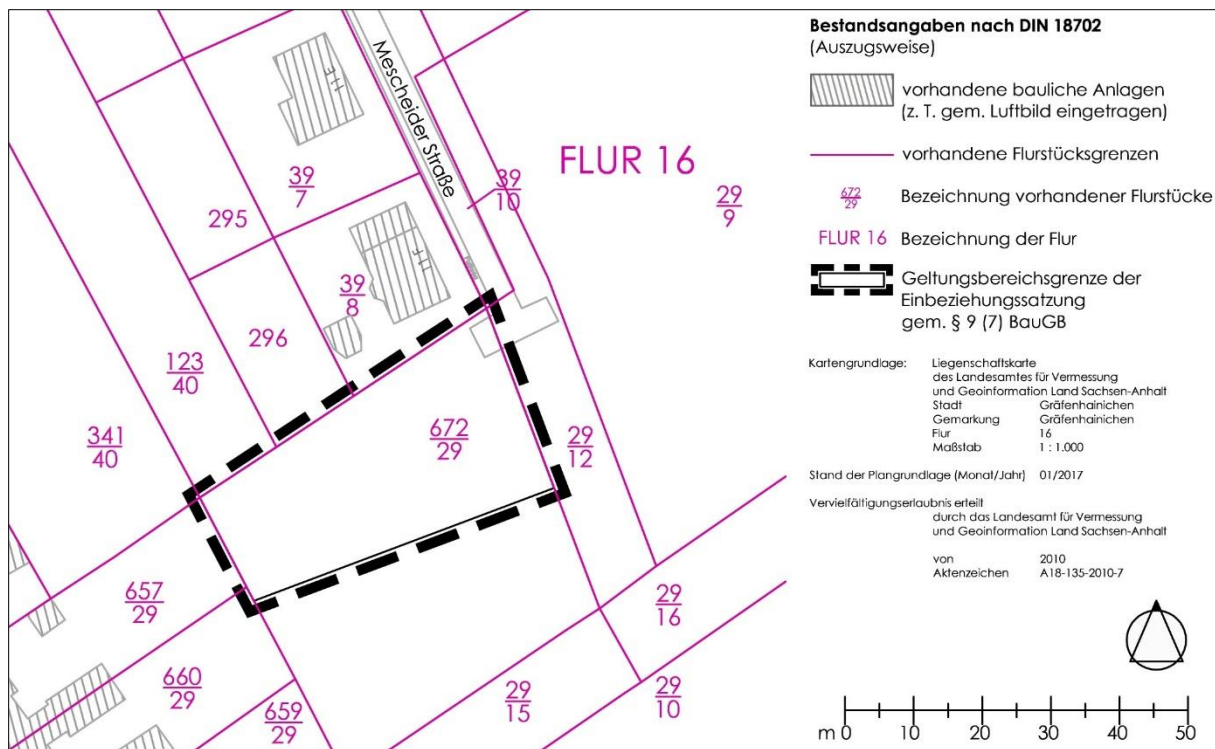 Mescheider Straße
II E
39
7
295
FLUR 16
39
10
29
9
II E
39
8
296
123
40
341
40
672
29
29
12
657
29
660
29
659
29
29
15
29
16
29
10
Bestandsangaben nach DIN 18702
(Auszugsweise)
vorhandene bauliche Anlagen
(z. T. gem. Luftbild eingetragen)
vorhandene Flurstücksgrenzen
672
29
Bezeichnung vorhandener Flurstücke
FLUR 16 Bezeichnung der Flur
Geltungsbereichsgrenze der
Einbeziehungssatzung
gem. § 9 (7) BauGB
Kartengrundlage: Liegenschaftskarte
des Landesamtes für Vermessung
und Geoinformation Land Sachsen-Anhalt
Stadt Gräfenhainichen
Gemarkung Gräfenhainichen
Flur 16
Maßstab 1 : 1.000
Stand der Plangrundlage (Monat/Jahr) 01/2017
Vervielfältigungserlaubnis erteilt
durch das Landesamt für Vermessung
und Geoinformation Land Sachsen-Anhalt
von 2010
Aktenzeichen A18-135-2010-7
m 0 10 20 30 40 50